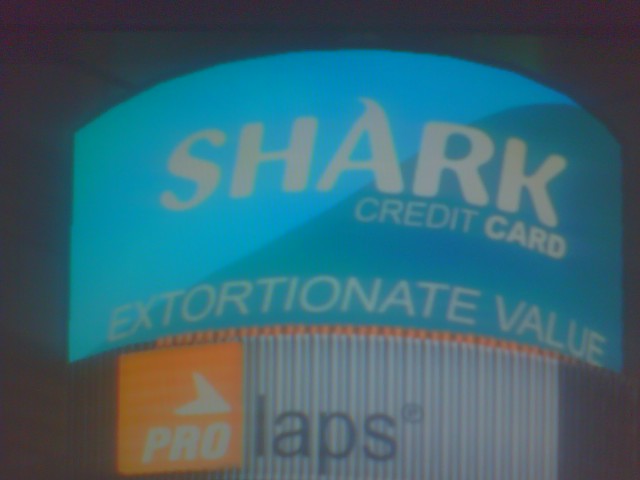 SHARK
CREDIT CARD
EXTORTIONATE VALUE
PRO laps®